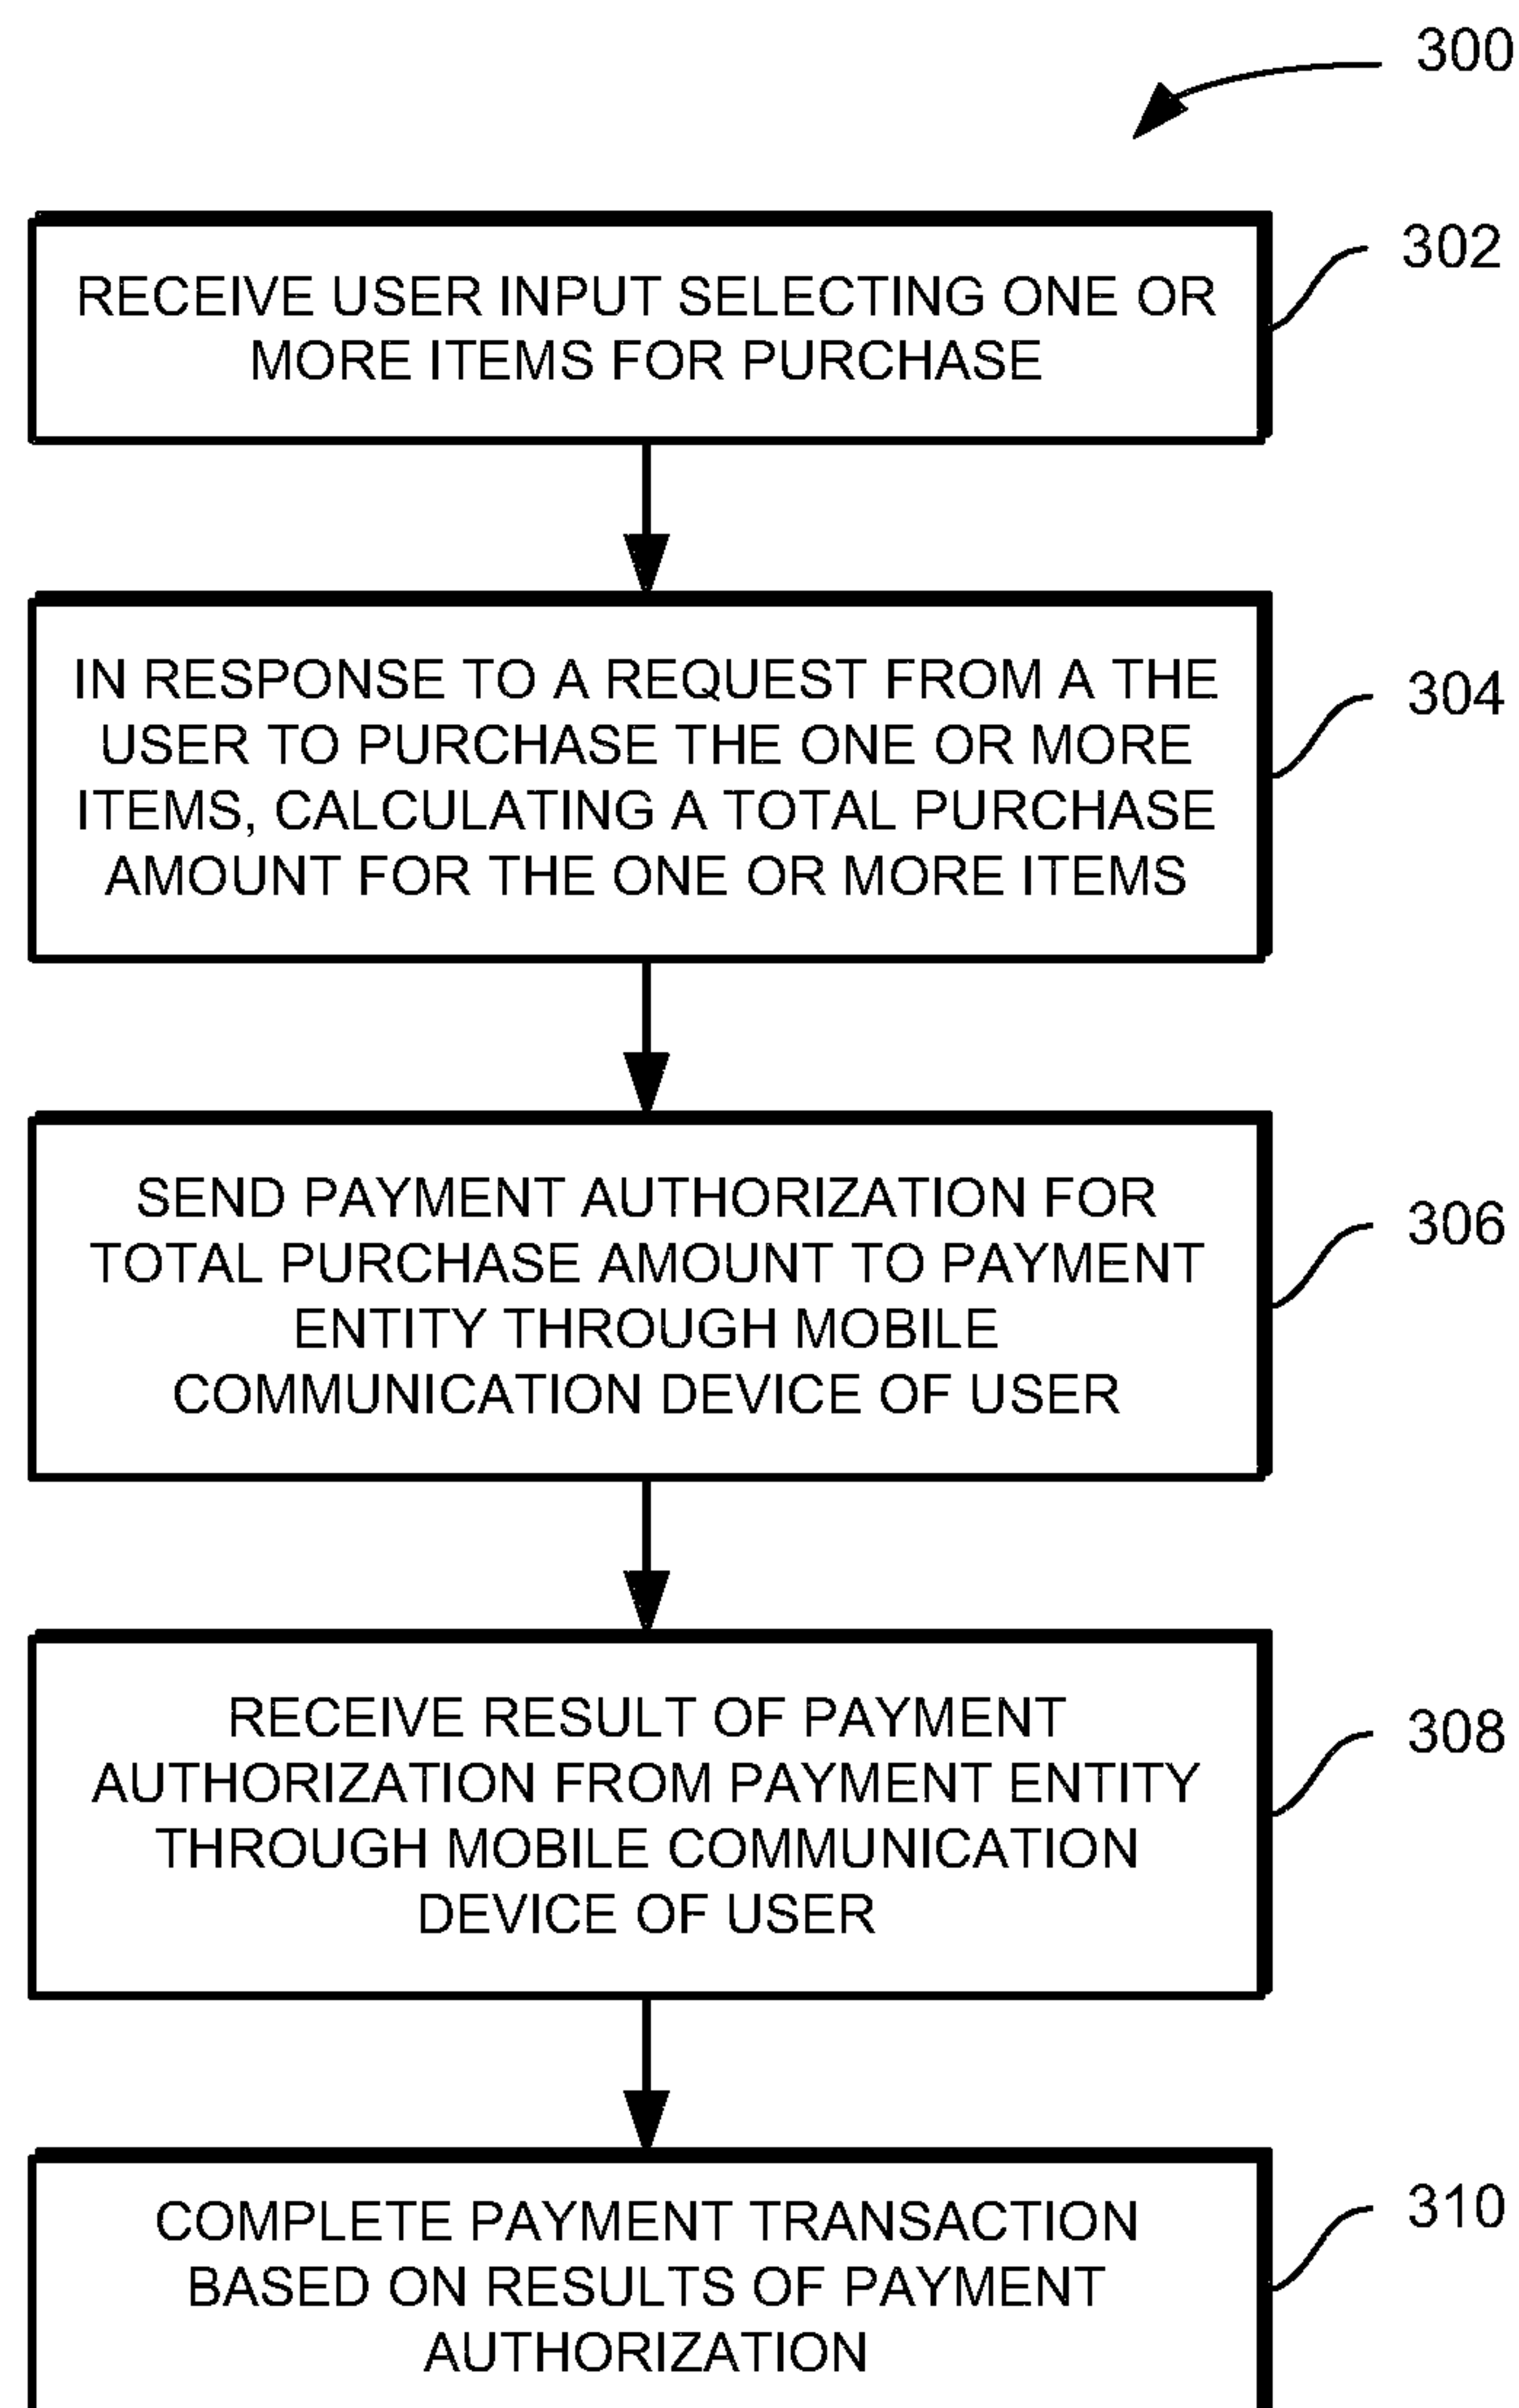 300
RECEIVE USER INPUT SELECTING ONE OR
MORE ITEMS FOR PURCHASE
302
IN RESPONSE TO A REQUEST FROM A THE
USER TO PURCHASE THE ONE OR MORE
ITEMS, CALCULATING A TOTAL PURCHASE
AMOUNT FOR THE ONE OR MORE ITEMS
304
SEND PAYMENT AUTHORIZATION FOR
TOTAL PURCHASE AMOUNT TO PAYMENT
ENTITY THROUGH MOBILE
COMMUNICATION DEVICE OF USER
306
RECEIVE RESULT OF PAYMENT
AUTHORIZATION FROM PAYMENT ENTITY
THROUGH MOBILE COMMUNICATION
DEVICE OF USER
308
COMPLETE PAYMENT TRANSACTION
BASED ON RESULTS OF PAYMENT
AUTHORIZATION
310